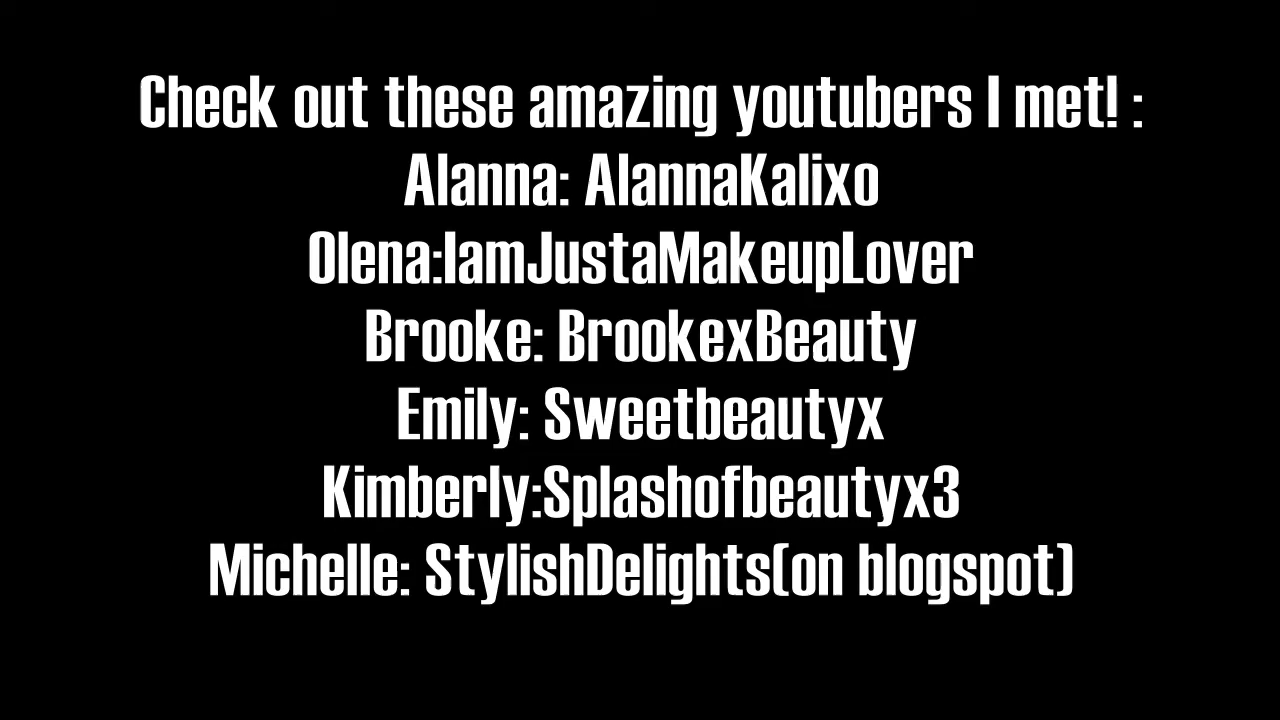 Check out these amazing youtubers I met! :
Alanna: AlannaKalixo
Olena:IamJustaMakeupLover
Brooke: BrookexBeauty
Emily: Sweetbeautyx
Kimberly:Splashofbeautyx3
Michelle: StylishDelights(on blogspot)